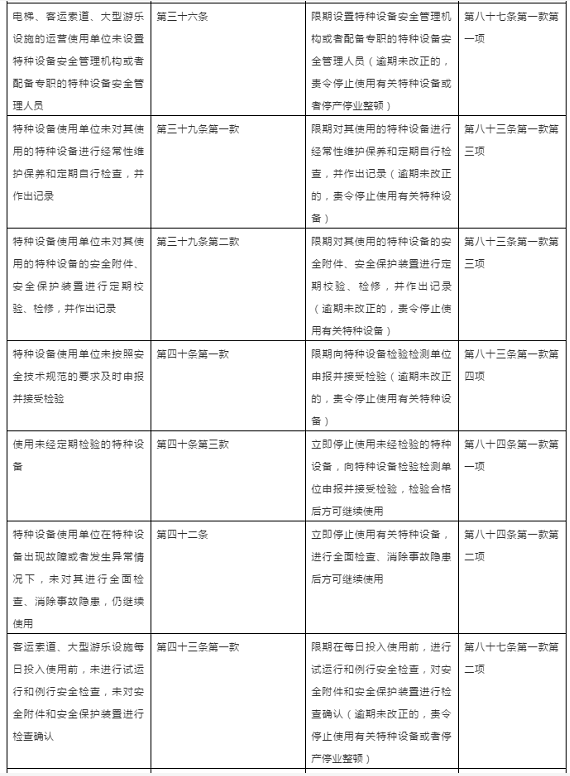 电梯、客运索道、大型游乐
设施的运营使用单位未设置
特种设备安全管理机构或者
配备专职的特种设备安全管
理人员
第三十六条
限期设置特种设备安全管理机
构或者配备专职的特种设备安
全管理人员（逾期未改正的，
责令停止使用有关特种设备或
者停产停业整顿）
第八十七条第一款第
一项
特种设备使用单位未对其使
用的特种设备进行经常性维
护保养和定期自行检查，并
作出记录
第三十九条第一款
限期对其使用的特种设备进行
经常性维护保养和定期自行检
查，并作出记录（逾期未改正
的，责令停止使用有关特种设
备）
第八十三条第一款第
三项
特种设备使用单位未对其使
用的特种设备的安全附件、
安全保护装置进行定期校
验、检修，并作出记录
第三十九条第二款
限期对其使用的特种设备的安
全附件、安全保护装置进行定
期校验、检修，并作出记录
（逾期未改正的，责令停止使
用有关特种设备）
第八十三条第一款第
三项
特种设备使用单位未按照安
全技术规范的要求及时申报
并接受检验
第四十条第一款
限期向特种设备检验检测单位
申报并接受检验（逾期未改正
的，责令停止使用有关特种设
备）
第八十三条第一款第
四项
使用未经定期检验的特种设
备
第四十条第三款
立即停止使用未经检验的特种
设备，向特种设备检验检测单
位申报并接受检验，检验合格
后方可继续使用
第八十四条第一款第
一项
特种设备使用单位在特种设
备出现故障或者发生异常情
况下，未对其进行全面检
查、消除事故隐患，仍继续
使用
第四十二条
立即停止使用有关特种设备，
进行全面检查、消除事故隐患
后方可继续使用
第八十四条第一款第
二项
客运索道、大型游乐设施每
日投入使用前，未进行试运
行和例行安全检查，未对安
全附件和安全保护装置进行
检查确认
第四十三条第一款
限期在每日投入使用前，进行
试运行和例行安全检查，对安
全附件和安全保护装置进行检
查确认（逾期未改正的，责令
停止使用有关特种设备或者停
产停业整顿）
第八十七条第一款第
二项